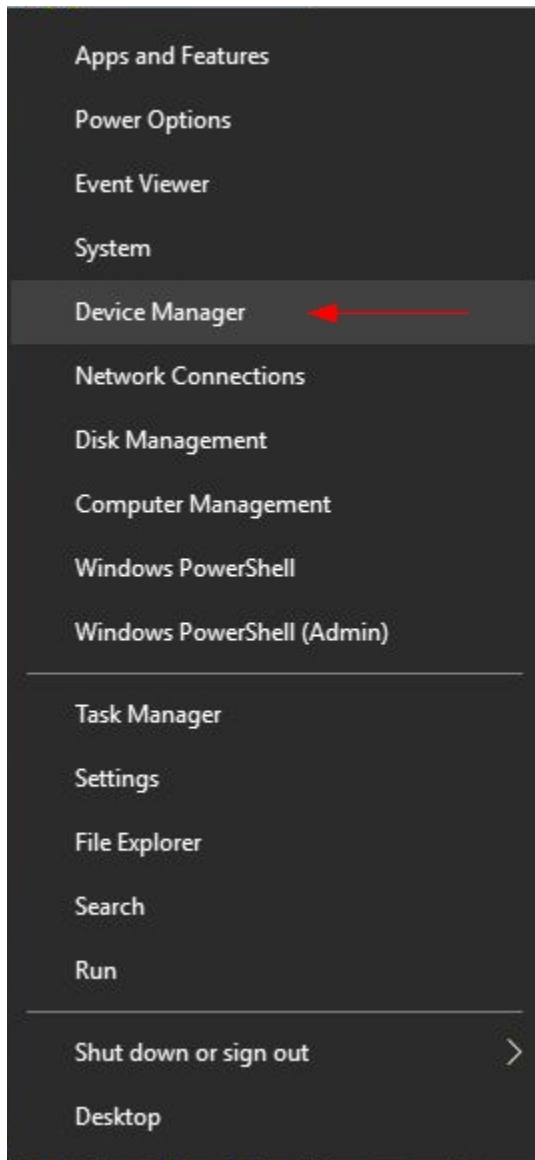 Apps and Features
Power Options
Event Viewer
System
Device Manager
Network Connections
Disk Management
Computer Management
Windows PowerShell
Windows PowerShell (Admin)
Task Manager
Settings
File Explorer
Search
Run
Shut down or sign out
Desktop